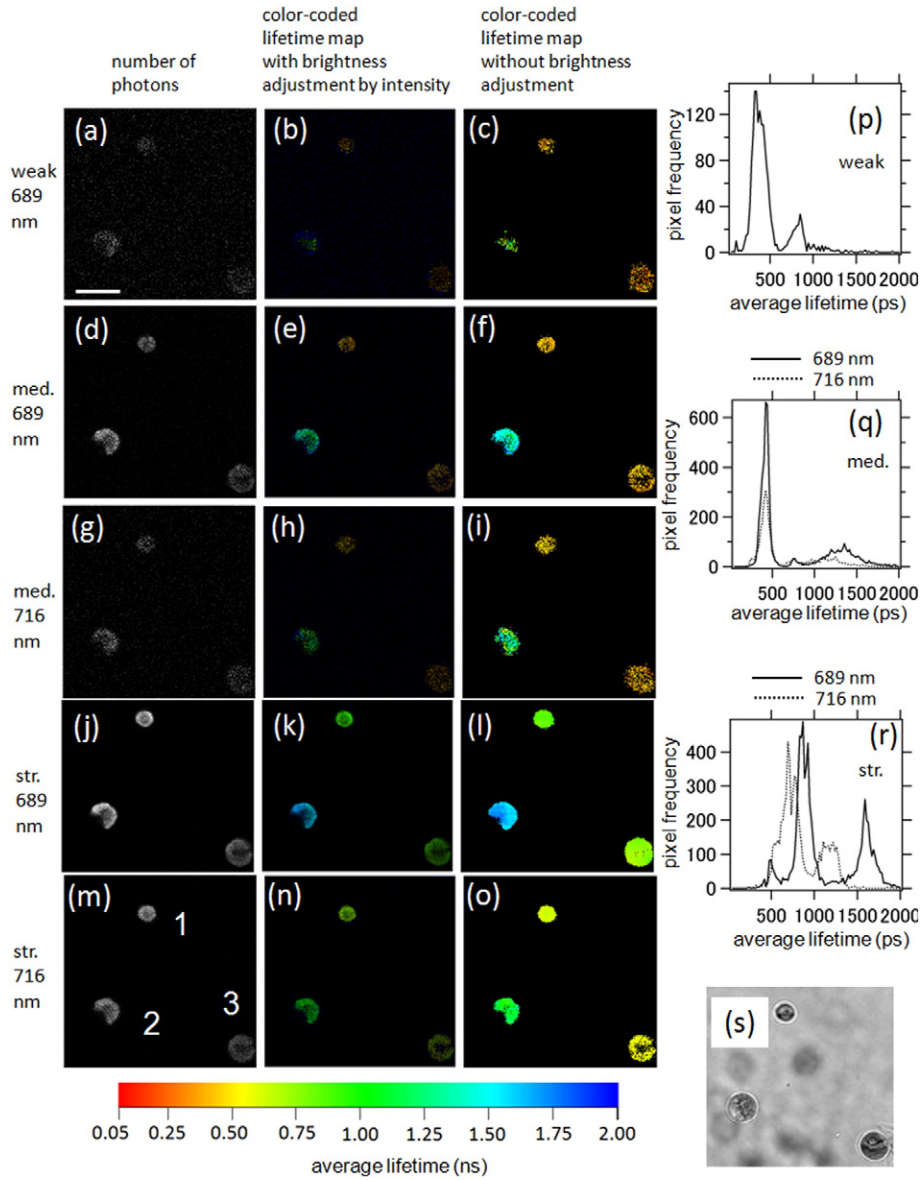 number of
photons
color-coded
lifetime map
with brightness
adjustment by intensity
color-coded
lifetime map
without brightness
adjustment
weak
689
nm
(a)
(b)
(c)
med.
689
nm
(d)
(e)
(f)
med.
716
nm
(g)
(h)
(i)
str.
689
nm
(j)
(k)
(l)
str.
716
nm
(m)
1
2
3
(n)
(o)
0.05
0.25
0.50
0.75
1.00
1.25
1.50
1.75
2.00
average lifetime (ns)
(p)
weak
pixel frequency
120
80
40
0
500 1000 1500 2000
average lifetime (ps)
689 nm
716 nm
(q)
med.
pixel frequency
600
400
200
0
500 1000 1500 2000
average lifetime (ps)
689 nm
716 nm
(r)
str.
pixel frequency
400
300
200
100
0
500 1000 1500 2000
average lifetime (ps)
(s)